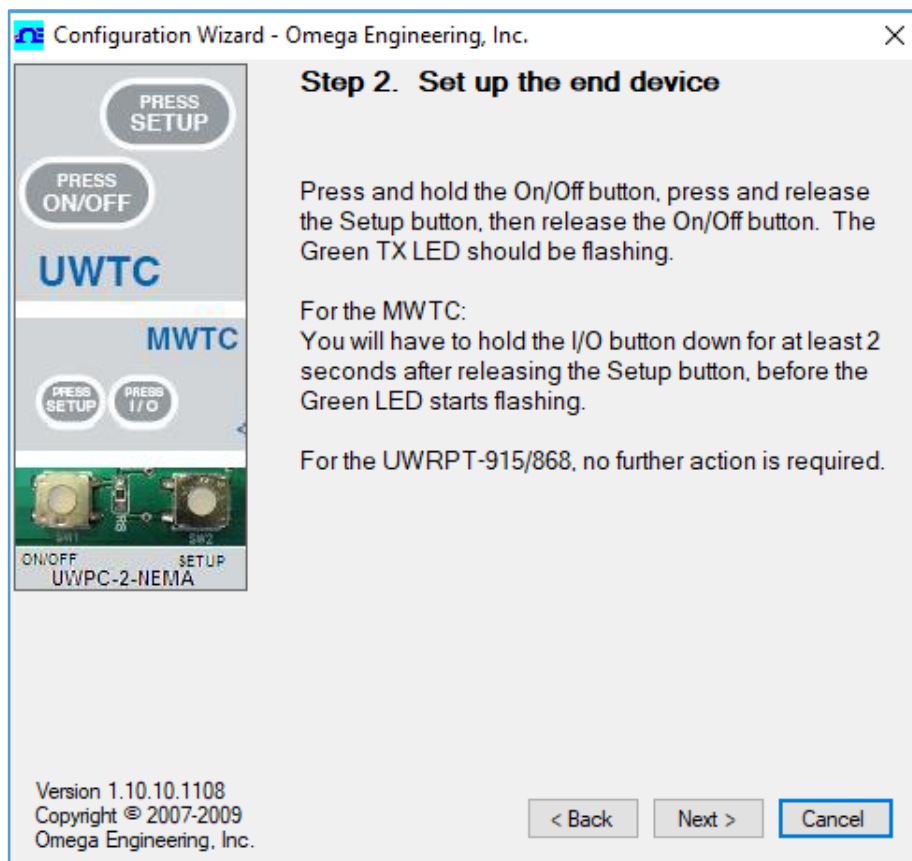 Configuration Wizard - Omega Engineering, Inc.
PRESS
SETUP
PRESS
ON/OFF
UWTC
MWTC
PRESS
SETUP
PRESS
I/O
R8
SW1
SW2
ON/OFF
SETUP
UWPC-2-NEMA
Step 2. Set up the end device
Press and hold the On/Off button, press and release
the Setup button, then release the On/Off button. The
Green TX LED should be flashing.
For the MWTC:
You will have to hold the I/O button down for at least 2
seconds after releasing the Setup button, before the
Green LED starts flashing.
For the UWRPT-915/868, no further action is required.
Version 1.10.10.1108
Copyright © 2007-2009
Omega Engineering, Inc.
< Back
Next >
Cancel